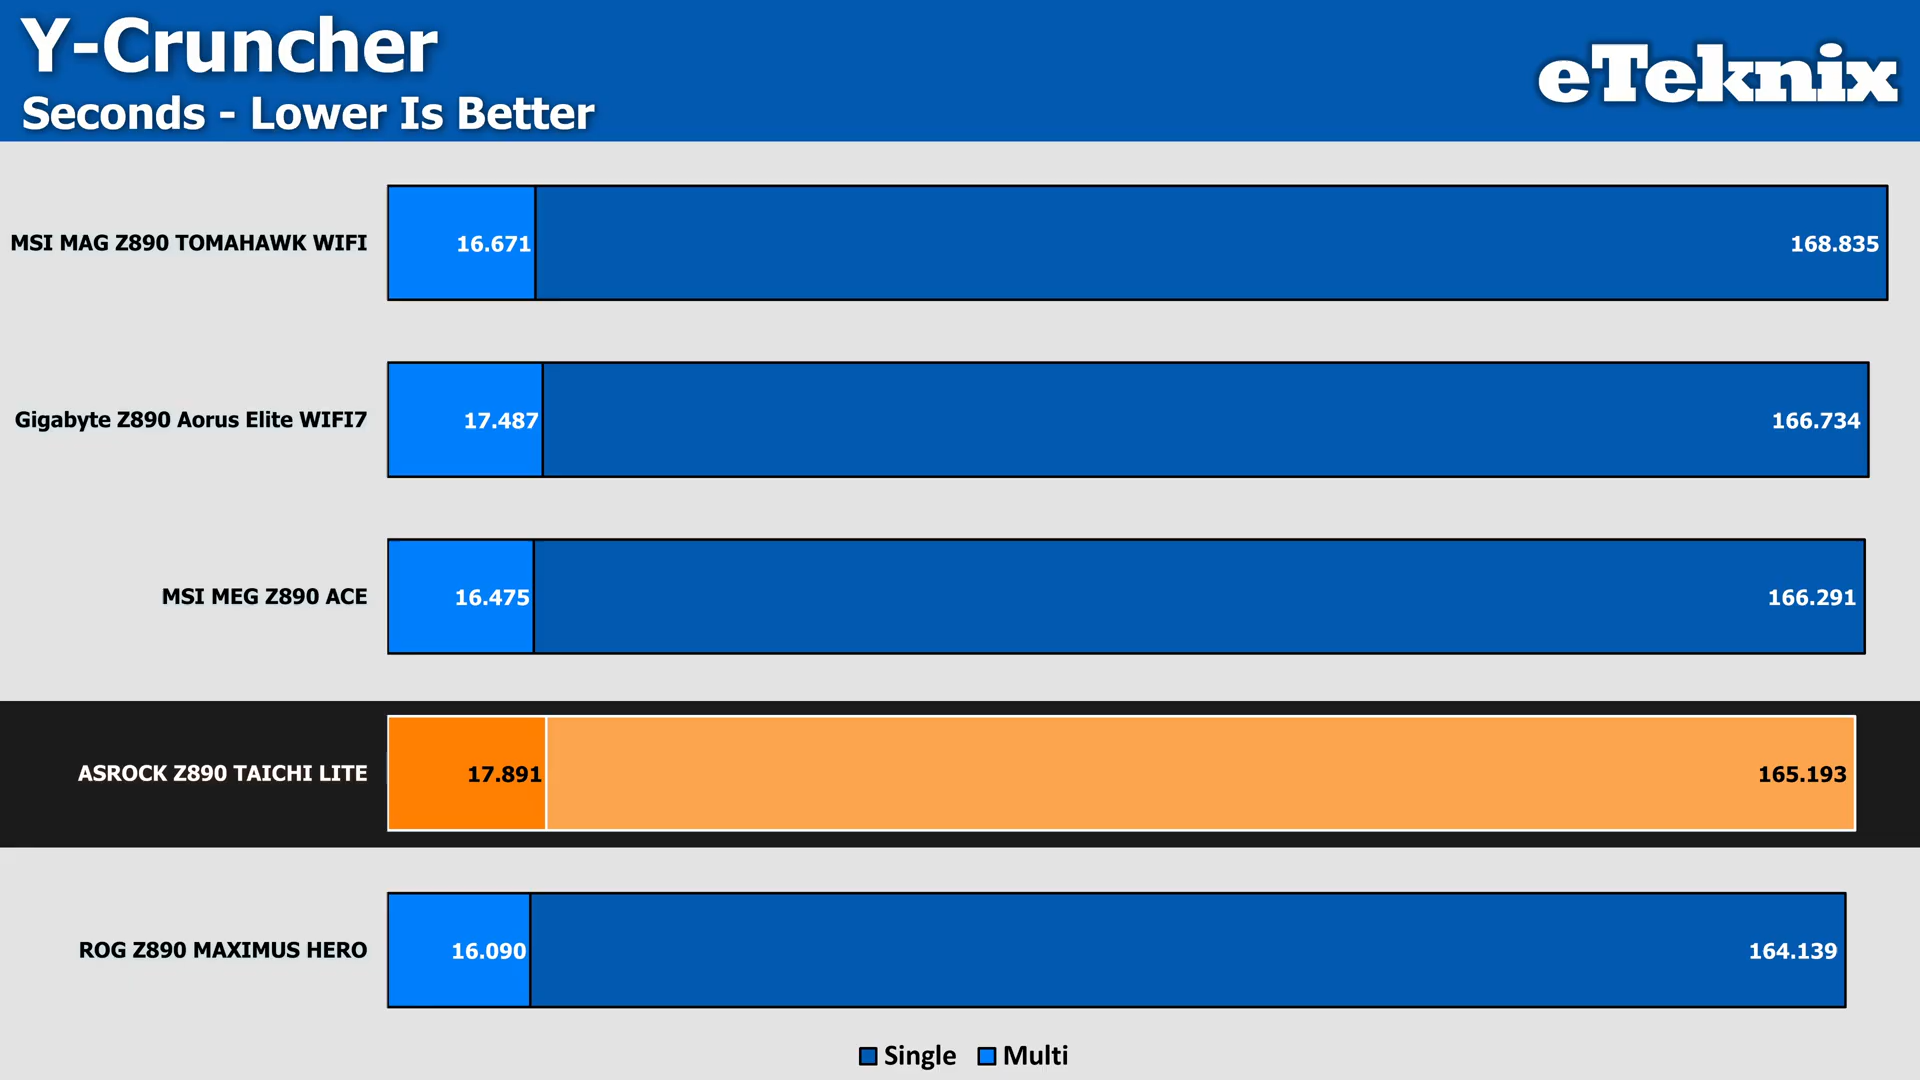 Y-Cruncher
Seconds - Lower Is Better
eTeknix
MSI MAG Z890 TOMAHAWK WIFI 16.671 168.835
Gigabyte Z890 Aorus Elite WIFI7 17.487 166.734
MSI MEG Z890 ACE 16.475 166.291
ASROCK Z890 TAICHI LITE 17.891 165.193
ROG Z890 MAXIMUS HERO 16.090 164.139
Single Multi